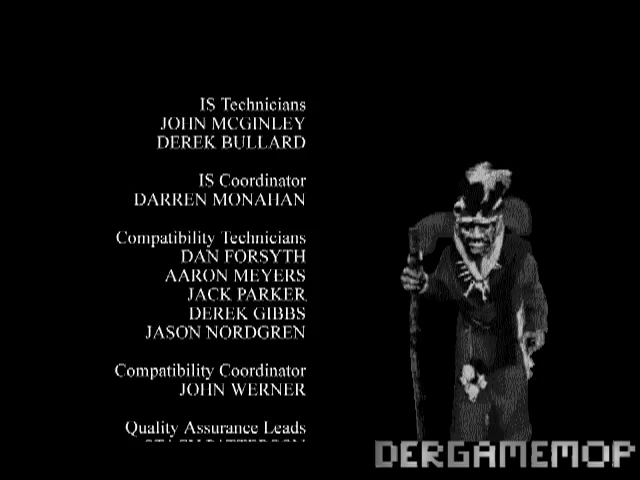 IS Technicians
JOHN MCGINLEY
DEREK BULLARD
IS Coordinator
DARREN MONAHAN
Compatibility Technicians
DAN FORSYTH
AARON MEYERS
JACK PARKER
DEREK GIBBS
JASON NORDGREN
Compatibility Coordinator
JOHN WERNER
Quality Assurance Leads
DERGAMEMOP